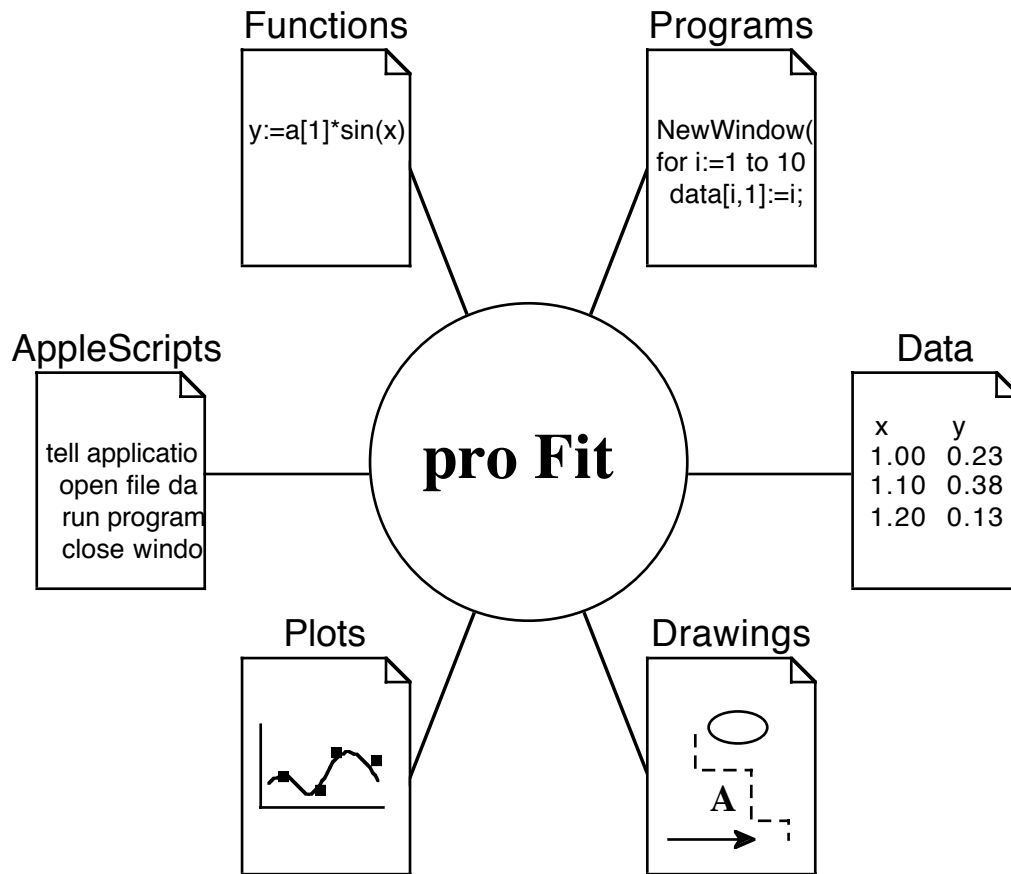 Functions
y:=a[1]*sin(x)
Programs
NewWindow(
for i:=1 to 10
data[i,1]:=i;
AppleScripts
tell applicatio
open file da
run program
close windo
pro Fit
Data
x y
1.00 0.23
1.10 0.38
1.20 0.13
Plots
Drawings
A